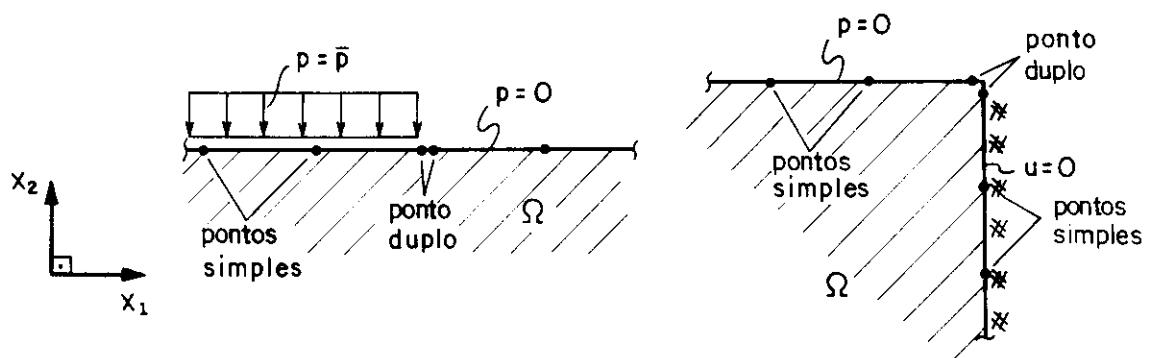 p = p̄
p = 0
pontos
simples
ponto
duplo
Ω
X₂
X₁
p = 0
ponto
duplo
pontos
simples
u = 0
pontos
simples
Ω